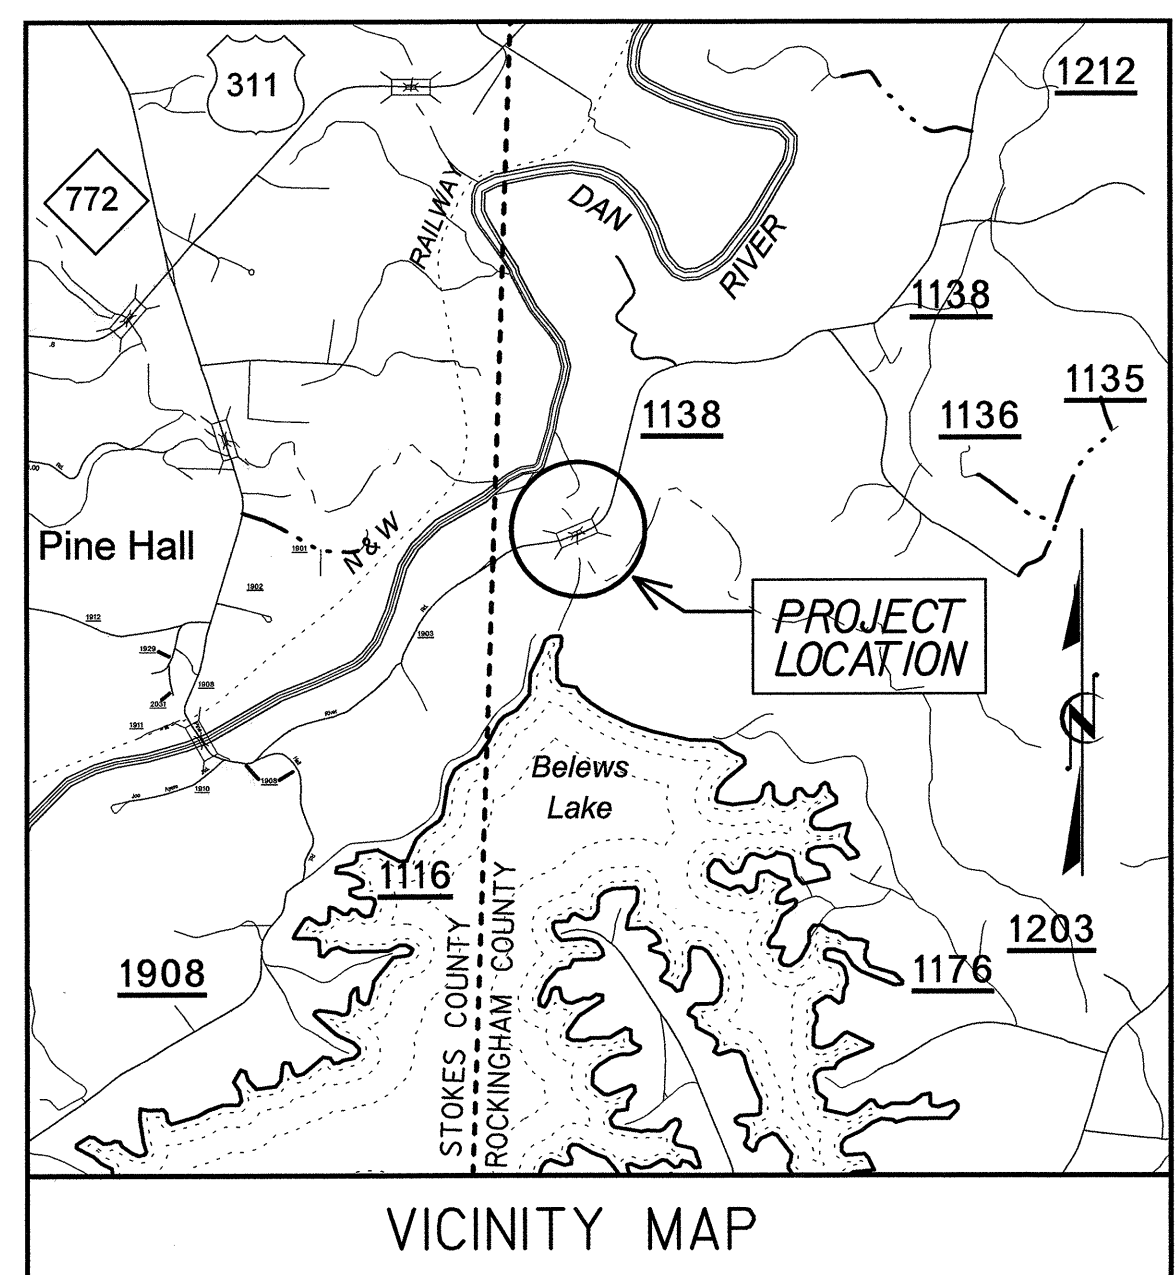 311
1212
772
RAILWAY
DAN
RIVER
1138
1135
1138
1136
Pine Hall
N & W
1901
1902
1912
1903
1929
1908
2031
1911
River
1908
1910
PROJECT
LOCATION
Belews
Lake
1116
STOKES COUNTY
ROCKINGHAM COUNTY
1203
1908
1176
N
VICINITY MAP